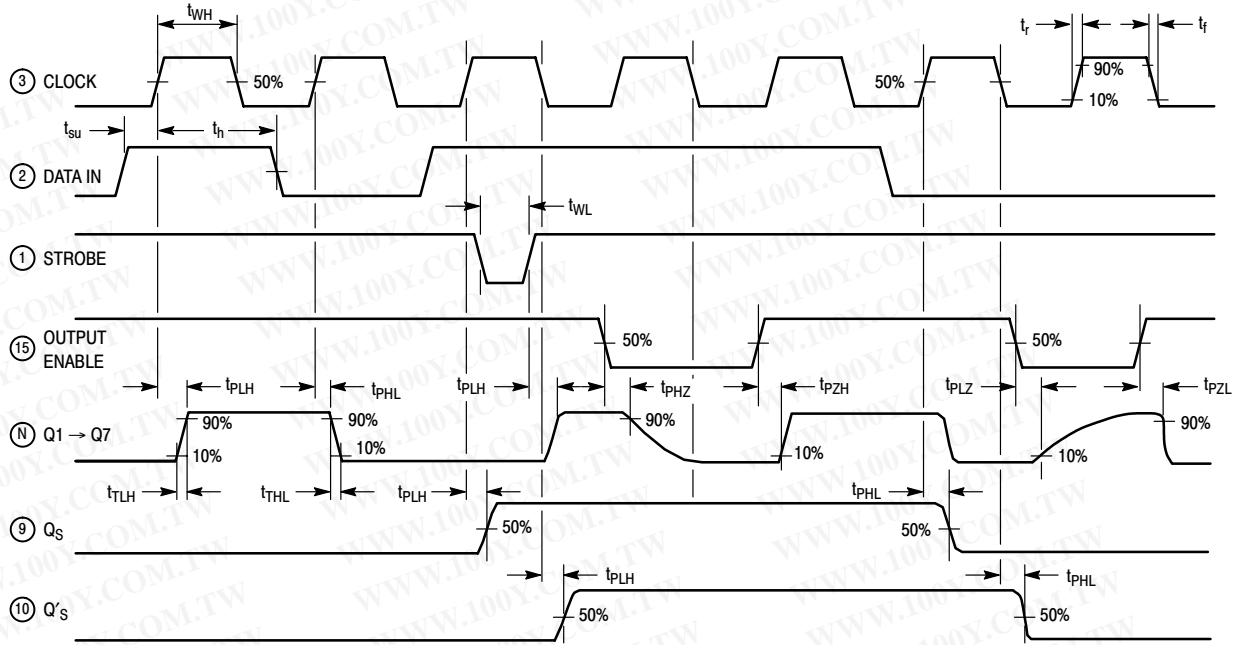 tWH
tr
tf
3 CLOCK
50%
50%
90%
10%
tsu
th
2 DATA IN
tWL
1 STROBE
15 OUTPUT ENABLE
50%
50%
tPLH
tPHL
tPLH
tPHZ
tPZH
tPLZ
tPZL
N Q1 → Q7
90%
90%
90%
90%
10%
10%
10%
10%
tTLH
tTHL
tPLH
tPHL
9 QS
50%
50%
tPLH
tPHL
10 Q′S
50%
50%
WWW.100Y.COM.TW